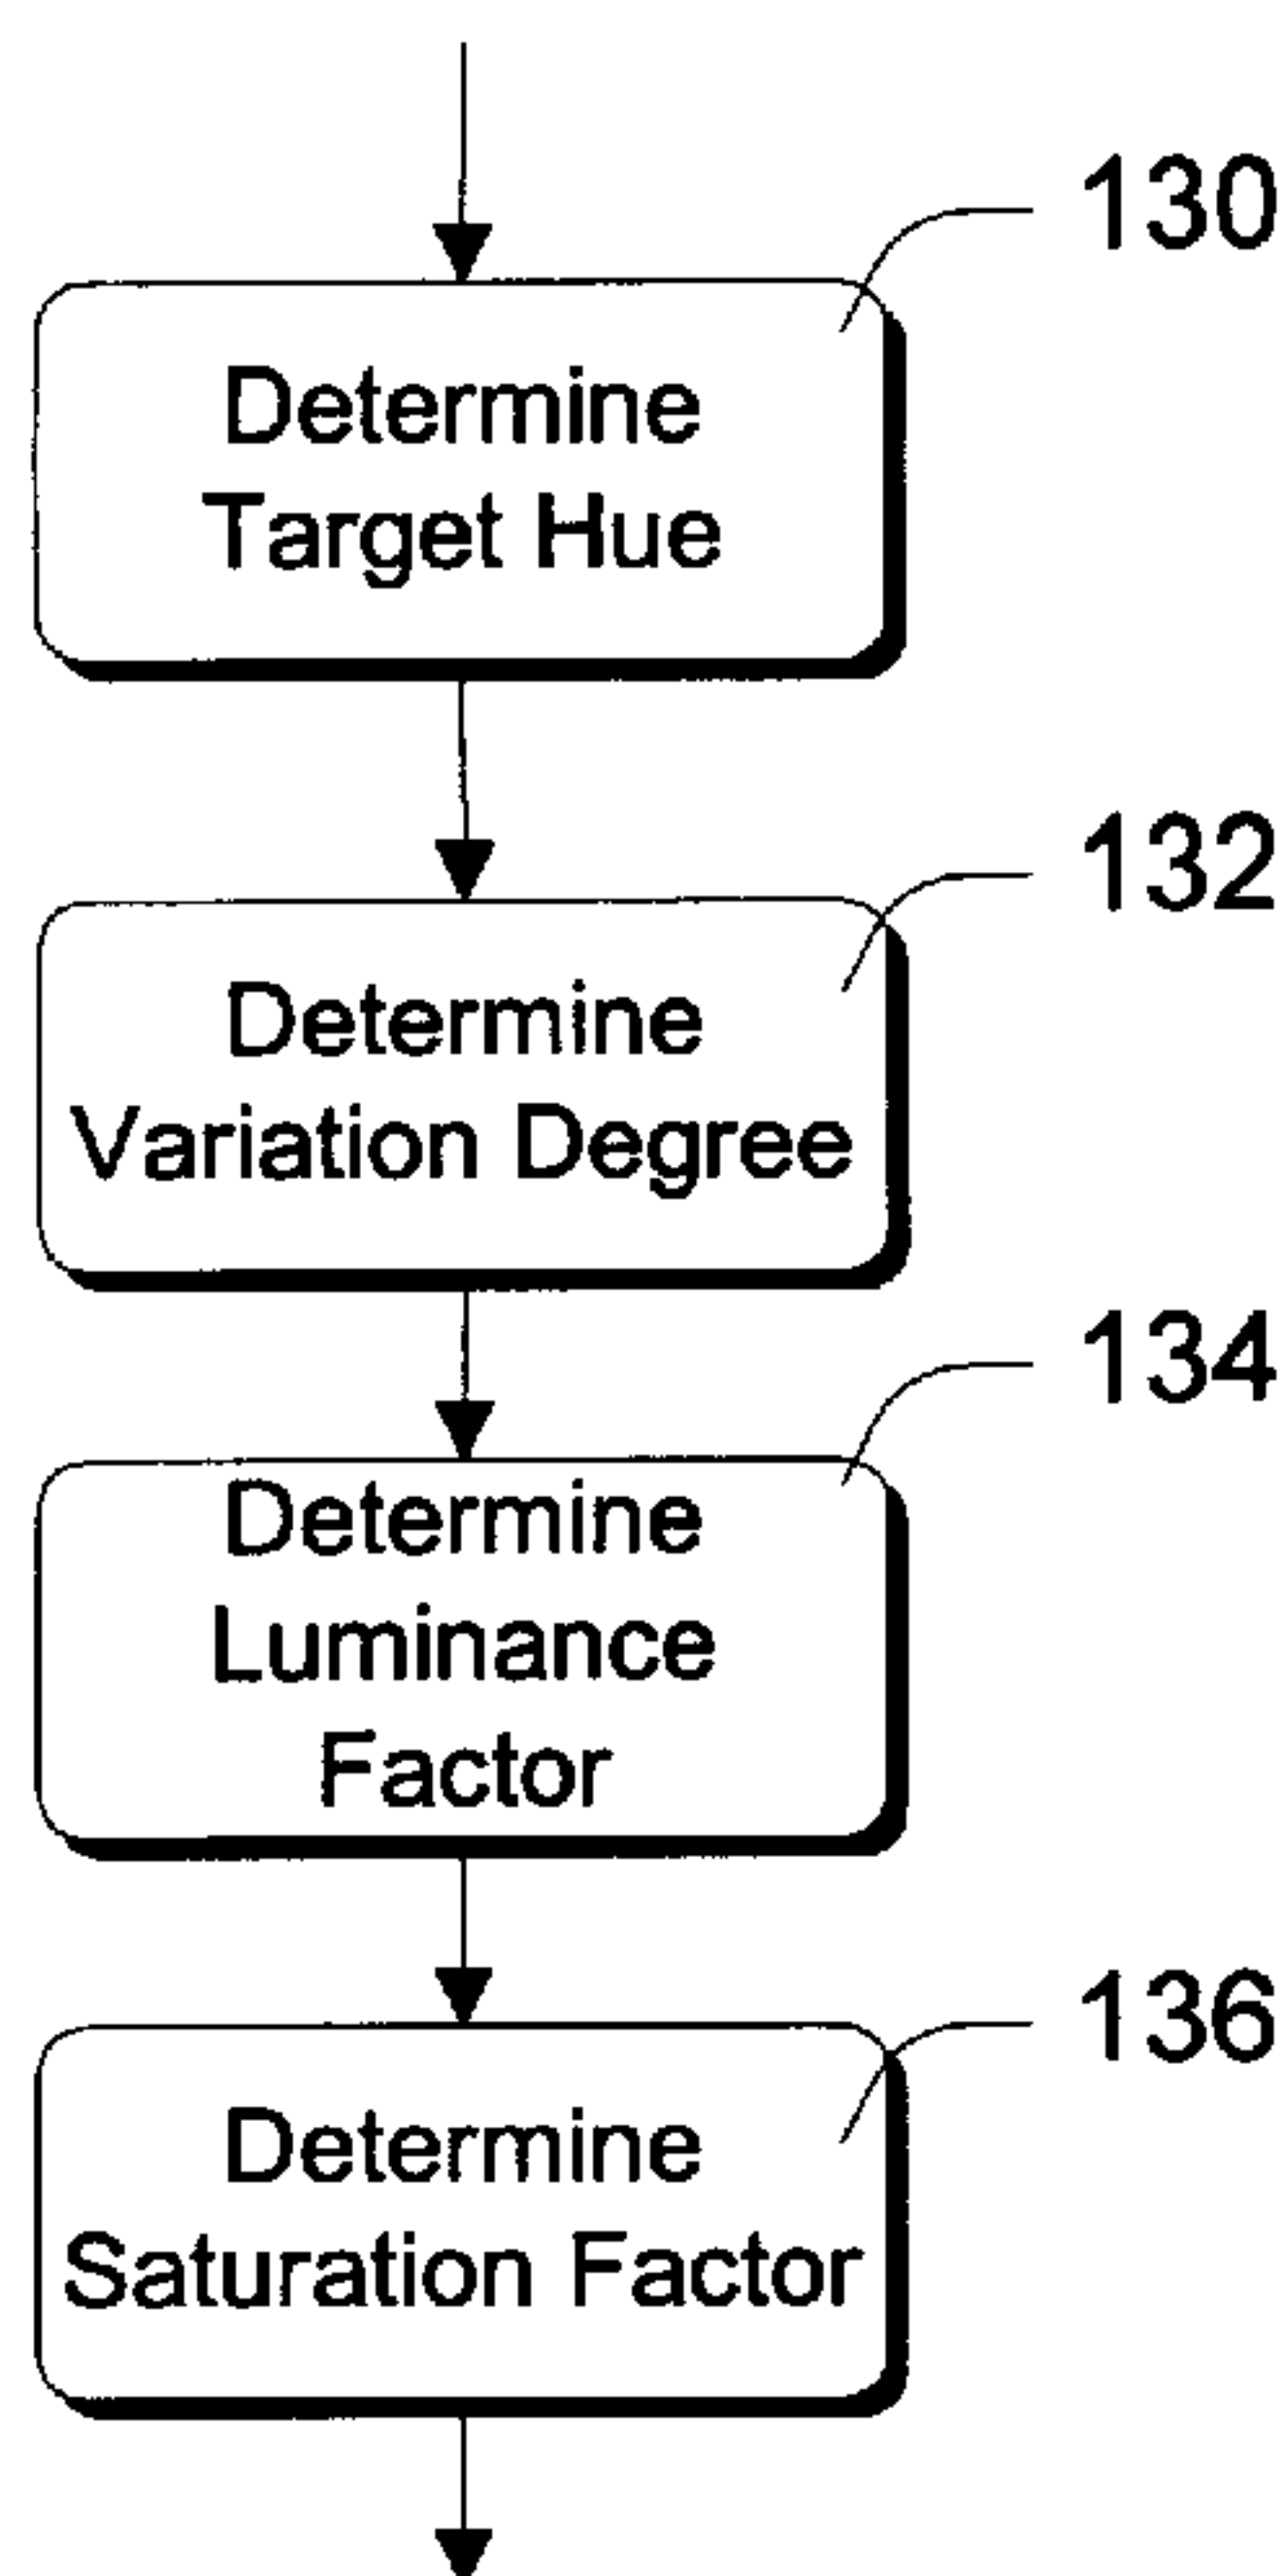 130
Determine
Target Hue
132
Determine
Variation Degree
134
Determine
Luminance
Factor
136
Determine
Saturation Factor